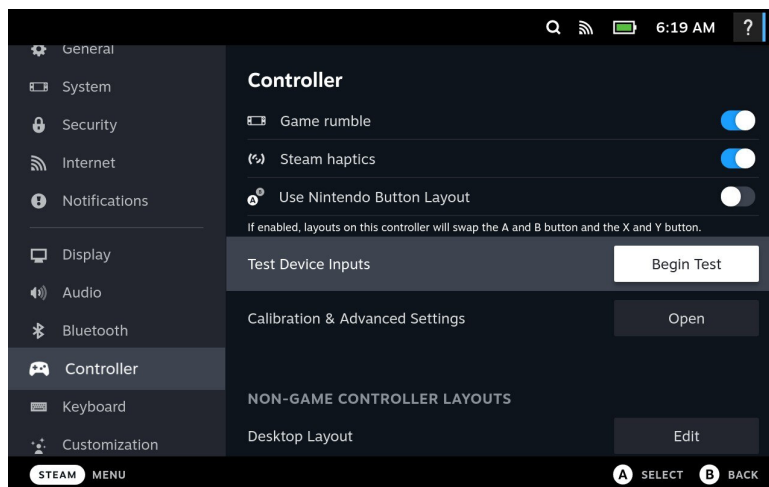 6:19 AM ?
General
System
Security
Internet
Notifications
Display
Audio
Bluetooth
Controller
Keyboard
Customization
Controller
Game rumble
Steam haptics
Use Nintendo Button Layout
If enabled, layouts on this controller will swap the A and B button and the X and Y button.
Test Device Inputs Begin Test
Calibration & Advanced Settings Open
NON-GAME CONTROLLER LAYOUTS
Desktop Layout Edit
STEAM MENU A SELECT B BACK